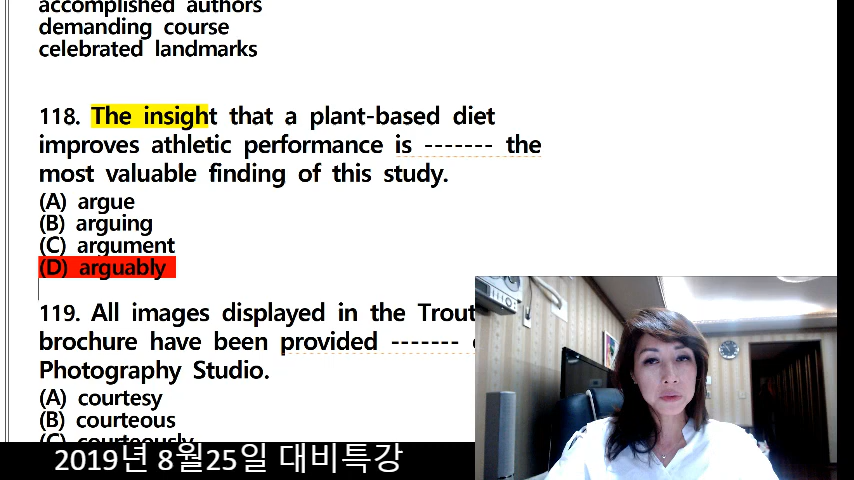 accomplished authors
demanding course
celebrated landmarks
118. The insight that a plant-based diet
improves athletic performance is ------- the
most valuable finding of this study.
(A) argue
(B) arguing
(C) argument
(D) arguably
119. All images displayed in the Trout
brochure have been provided -------
Photography Studio.
(A) courtesy
(B) courteous
(C) courteously
2019년 8월25일 대비특강